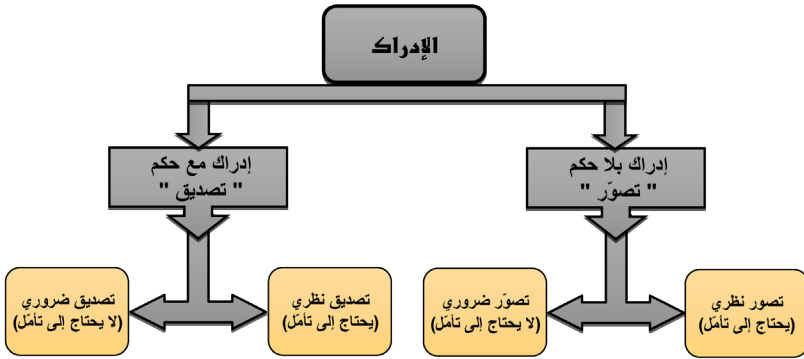 الإدراك
إدراك بلا حكم
" تصوّر "
إدراك مع حكم
" تصديق "
تصور نظري
(يحتاج إلى تأمّل)
تصوّر ضروري
(لا يحتاج إلى تأمّل)
تصديق نظري
(يحتاج إلى تأمّل)
تصديق ضروري
(لا يحتاج إلى تأمّل)